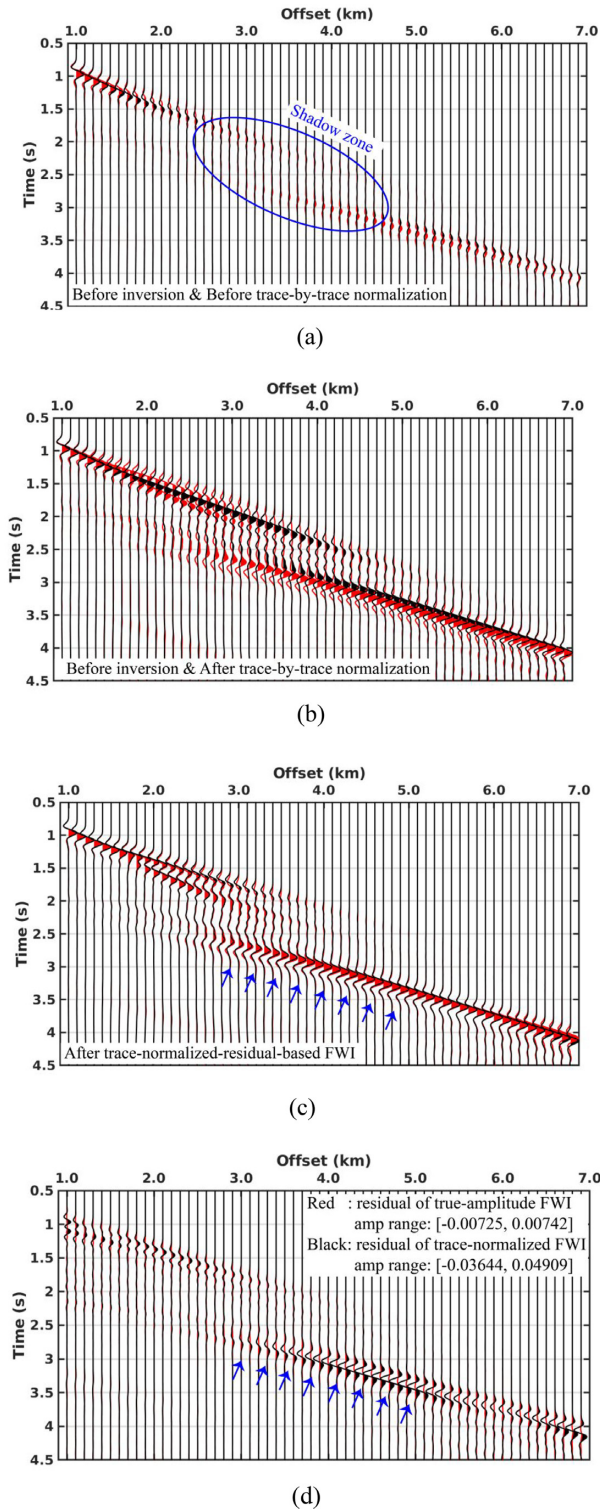 Offset (km)
1.0 2.0 3.0 4.0 5.0 6.0 7.0
0.5
1
1.5
2
2.5
3
3.5
4
4.5
Time (s)
Shadow zone
Before inversion & Before trace-by-trace normalization
(a)
Offset (km)
1.0 2.0 3.0 4.0 5.0 6.0 7.0
0.5
1
1.5
2
2.5
3
3.5
4
4.5
Time (s)
Before inversion & After trace-by-trace normalization
(b)
Offset (km)
1.0 2.0 3.0 4.0 5.0 6.0 7.0
0.5
1
1.5
2
2.5
3
3.5
4
4.5
Time (s)
After trace-normalized-residual-based FWI
(c)
Offset (km)
1.0 2.0 3.0 4.0 5.0 6.0 7.0
0.5
1
1.5
2
2.5
3
3.5
4
4.5
Time (s)
Red : residual of true-amplitude FWI
amp range: [-0.00725, 0.00742]
Black: residual of trace-normalized FWI
amp range: [-0.03644, 0.04909]
(d)